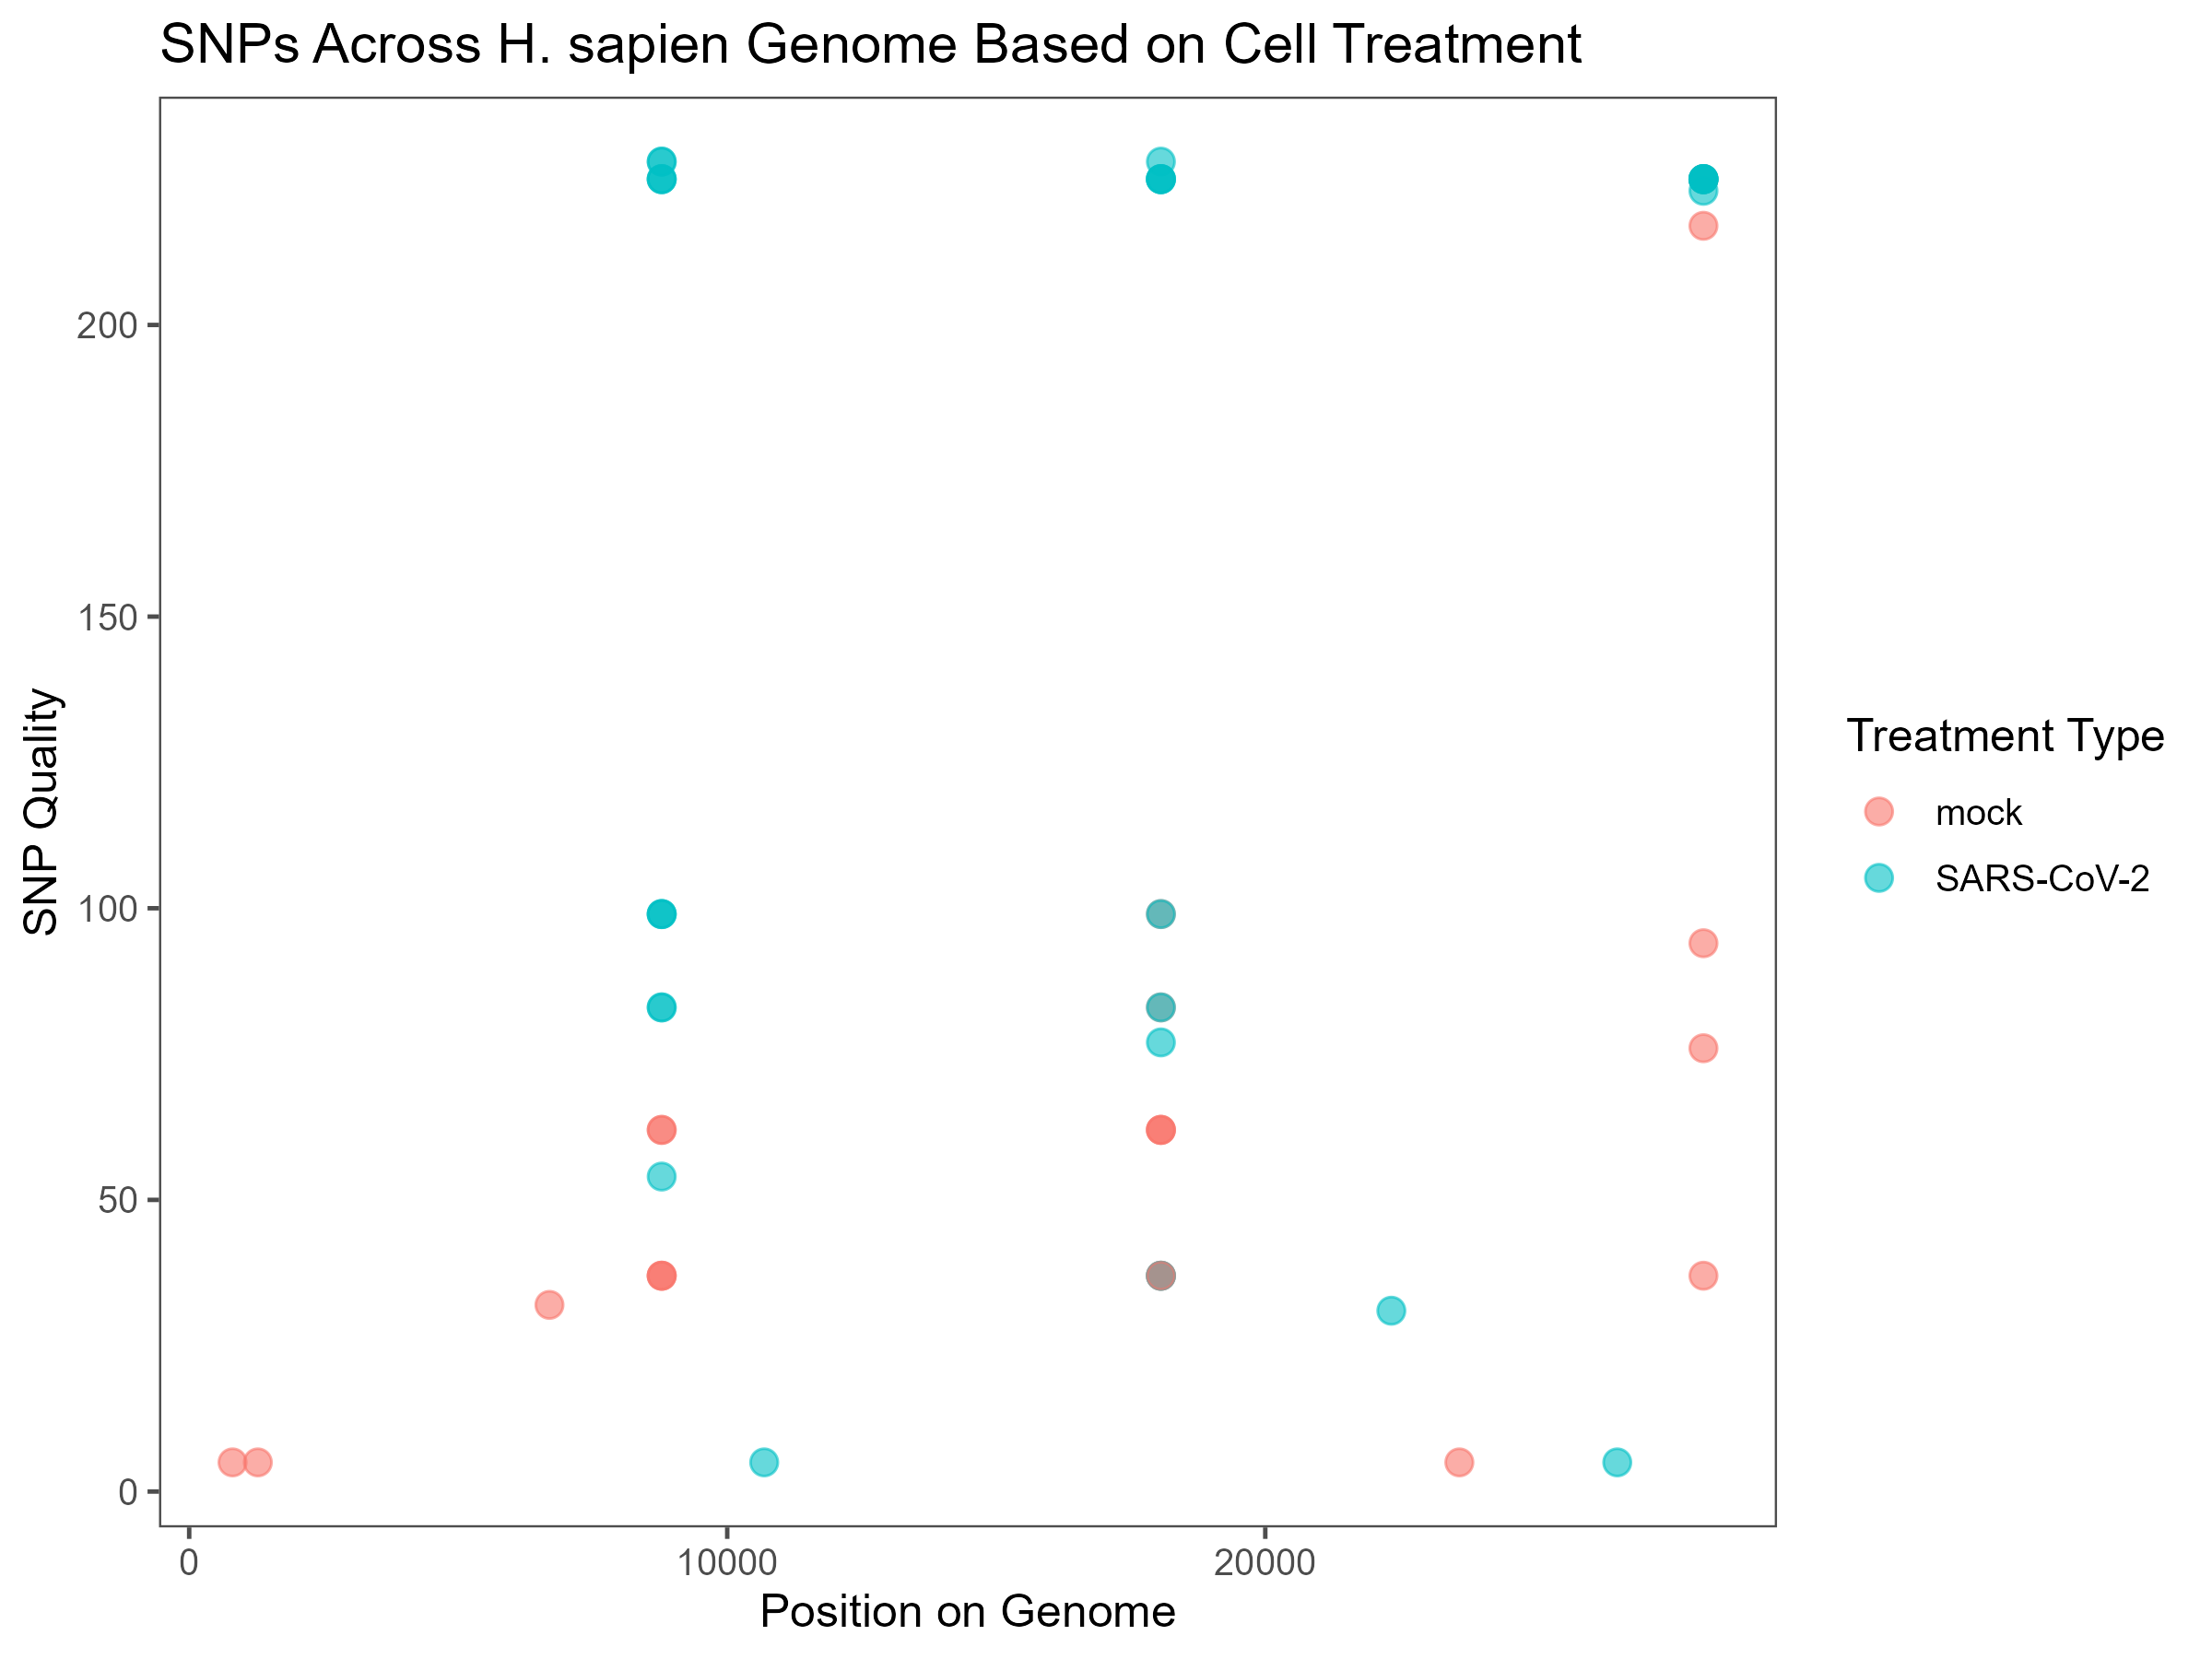 SNPs Across H. sapien Genome Based on Cell Treatment
SNP Quality
200
150
100
50
0
0
10000
20000
Position on Genome
Treatment Type
mock
SARS-CoV-2